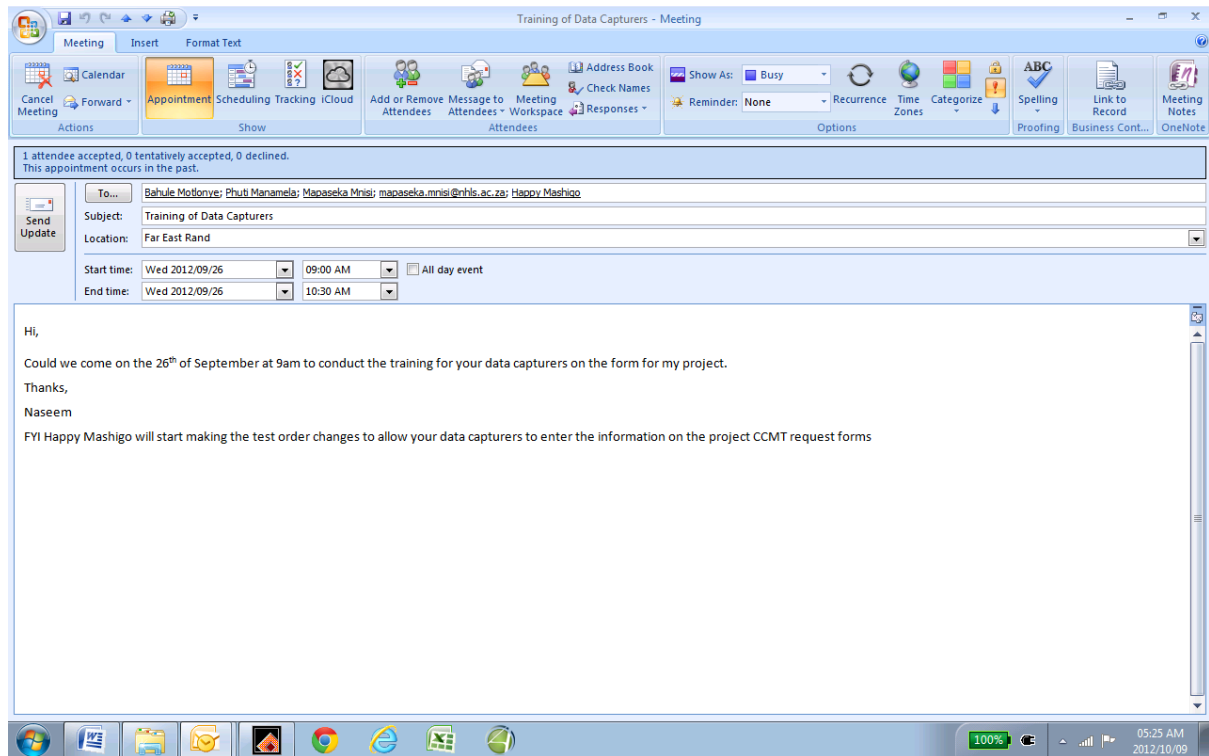 Training of Data Capturers - Meeting
Meeting Insert Format Text
Cancel Meeting
Calendar
Forward
Actions
Appointment Scheduling Tracking iCloud
Show
Add or Remove Attendees
Message to Attendees
Meeting Workspace
Address Book
Check Names
Responses
Attendees
Show As: Busy
Reminder: None
Recurrence
Time Zones
Categorize
Options
ABC
Spelling
Proofing
Link to Record
Business Cont...
Meeting Notes
OneNote
1 attendee accepted, 0 tentatively accepted, 0 declined.
This appointment occurs in the past.
Send Update
To... Bahule Motlonye; Phuti Manamela; Mapaseka Mnisi; mapaseka.mnisi@nhls.ac.za; Happy Mashigo
Subject: Training of Data Capturers
Location: Far East Rand
Start time: Wed 2012/09/26 09:00 AM All day event
End time: Wed 2012/09/26 10:30 AM
Hi,
Could we come on the 26th of September at 9am to conduct the training for your data capturers on the form for my project.
Thanks,
Naseem
FYI Happy Mashigo will start making the test order changes to allow your data capturers to enter the information on the project CCMT request forms
100%
05:25 AM
2012/10/09